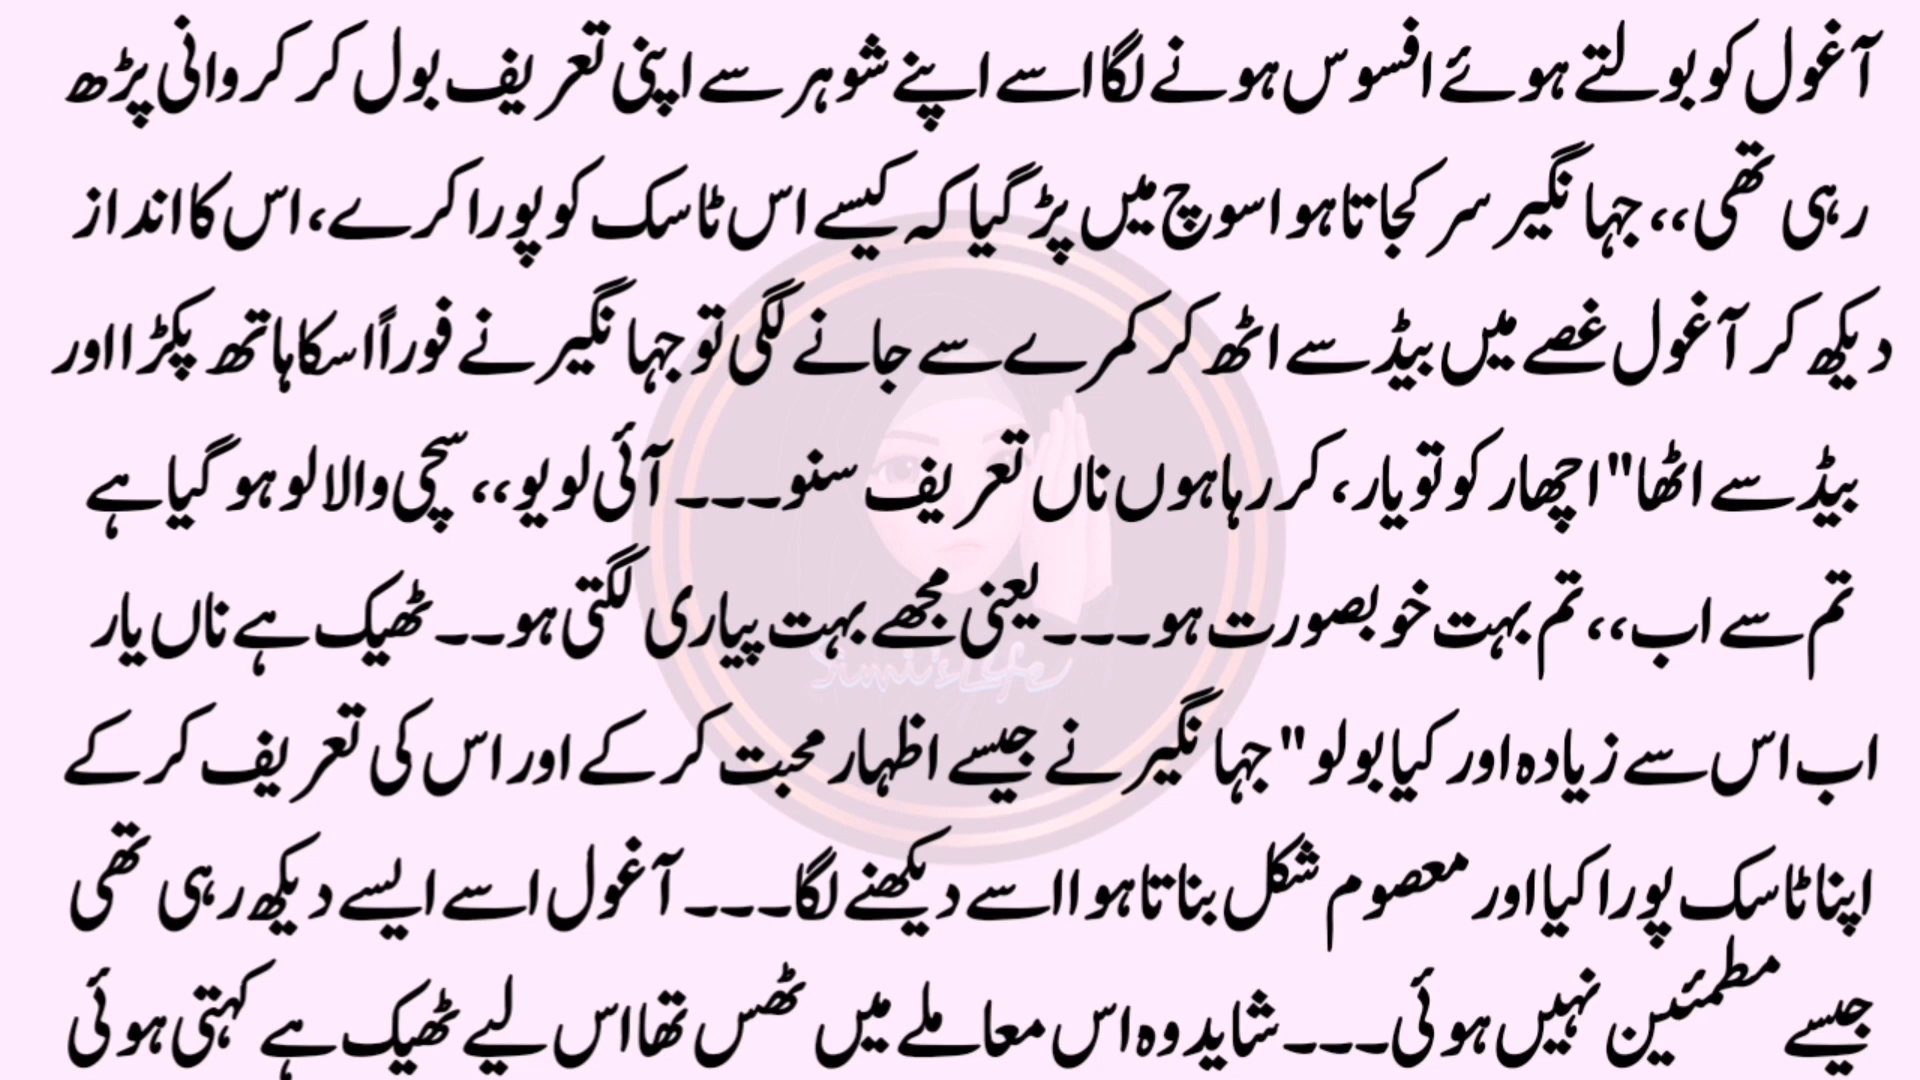 آغول کو بولتے ہوئے افسوس ہونے لگا اسے اپنے شوہر سے اپنی تعریف بول کر کروانی پڑھ
رہی تھی،، جہانگیر سر کجاتا ہوا سوچ میں پڑ گیا کہ کیسے اس ٹاسک کو پورا کرے، اس کا انداز
دیکھ کر آغول غصے میں بیڈ سے اٹھ کر کمرے سے جانے لگی تو جہانگیر نے فوراً اسکا ہاتھ پکڑا اور
بیڈ سے اٹھا "اچھا رکو تو یار، کر رہا ہوں ناں تعریف سنو۔۔۔ آئی لو یو،، سچی والا لو ہو گیا ہے
تم سے اب،، تم بہت خوبصورت ہو۔۔۔ یعنی مجھے بہت پیاری لگتی ہو۔۔ ٹھیک ہے ناں یار
اب اس سے زیادہ اور کیا بولو" جہانگیر نے جیسے اظہار محبت کر کے اور اس کی تعریف کر کے
اپنا ٹاسک پورا کیا اور معصوم شکل بناتا ہوا اسے دیکھنے لگا۔۔۔ آغول اسے ایسے دیکھ رہی تھی
جیسے مطمئین نہیں ہوئی۔۔۔ شاید وہ اس معاملے میں ٹھس تھا اس لیے ٹھیک ہے کہتی ہوئی
Simi's Life